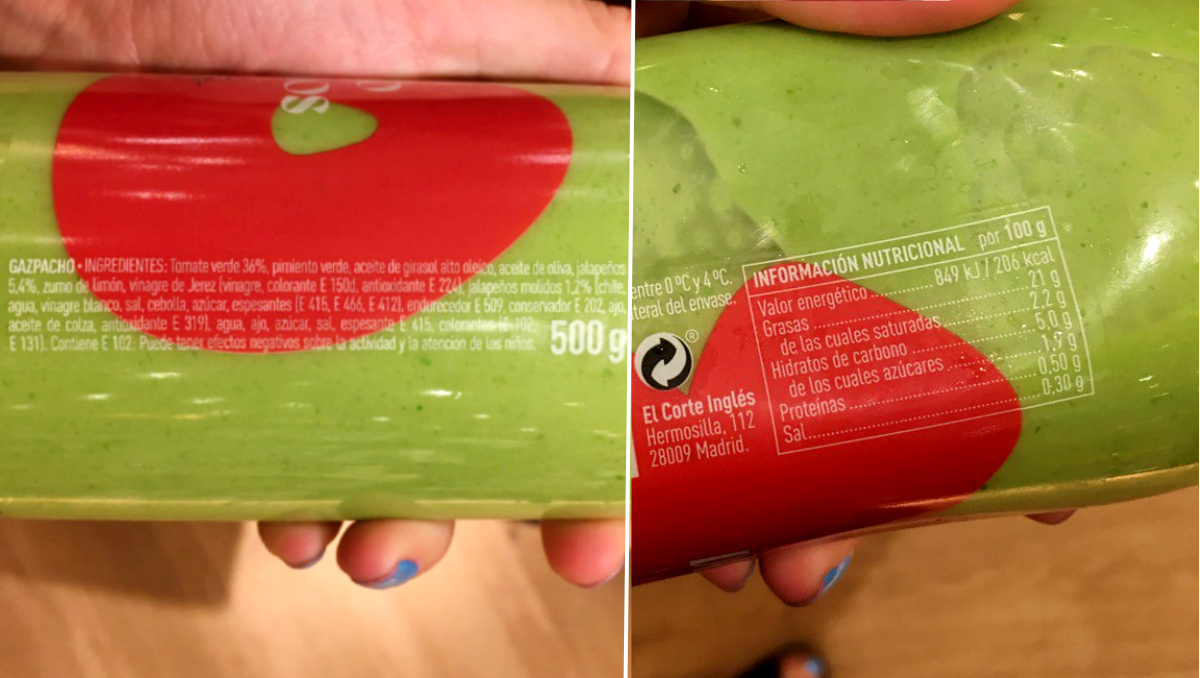 SO
GAZPACHO • INGREDIENTES: Tomate verde 36%, pimiento verde, aceite de girasol alto oleico, aceite de oliva, jalapeños
5,4%, zumo de limón, vinagre de Jerez (vinagre, colorante E 150d, antioxidante E 224), jalapeños molidos 1,2% (chile,
agua, vinagre blanco, sal, cebolla, azúcar, espesantes (E 415, E 466, E 412), endurecedor E 509, conservador E 202, ajo,
aceite de colza, antioxidante E 319), agua, ajo, azúcar, sal, espesante E 415, colorantes (E 102,
E 131). Contiene E 102: Puede tener efectos negativos sobre la actividad y la atención de los niños.
500 g
entre 0 ºC y 4 ºC.
lateral del envase.
®
El Corte Inglés
Hermosilla, 112
28009 Madrid.
INFORMACIÓN NUTRICIONAL por 100 g
Valor energético 849 kJ / 206 kcal
Grasas 21 g
de las cuales saturadas 2,2 g
Hidratos de carbono 5,0 g
de los cuales azúcares 1,9 g
Proteínas 0,50 g
Sal 0,30 g